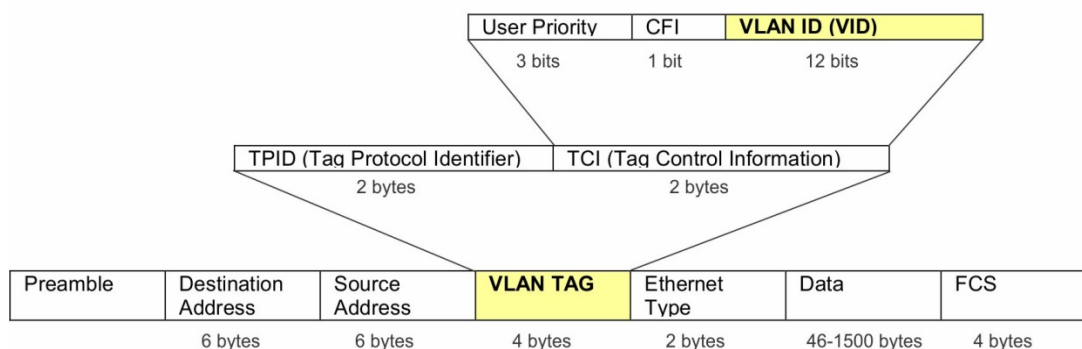 User Priority CFI VLAN ID (VID)
3 bits 1 bit 12 bits
TPID (Tag Protocol Identifier) TCI (Tag Control Information)
2 bytes 2 bytes
Preamble Destination Address Source Address VLAN TAG Ethernet Type Data FCS
6 bytes 6 bytes 4 bytes 2 bytes 46-1500 bytes 4 bytes